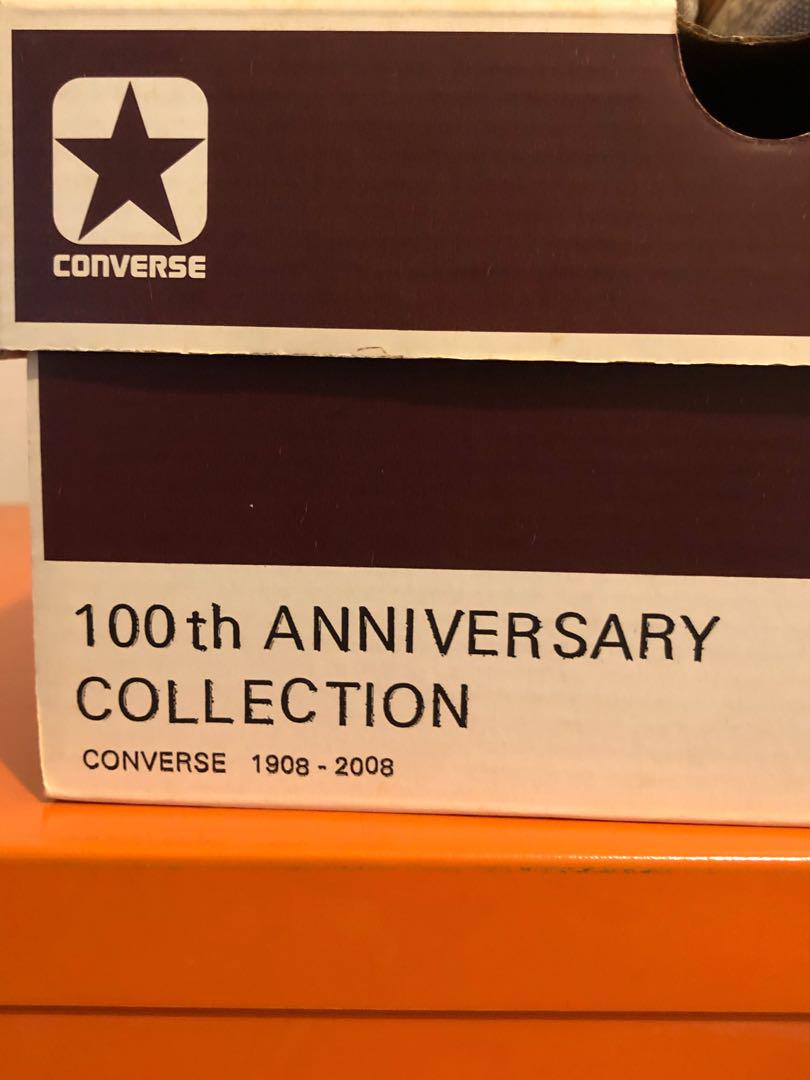 CONVERSE
100th ANNIVERSARY
COLLECTION
CONVERSE 1908 - 2008